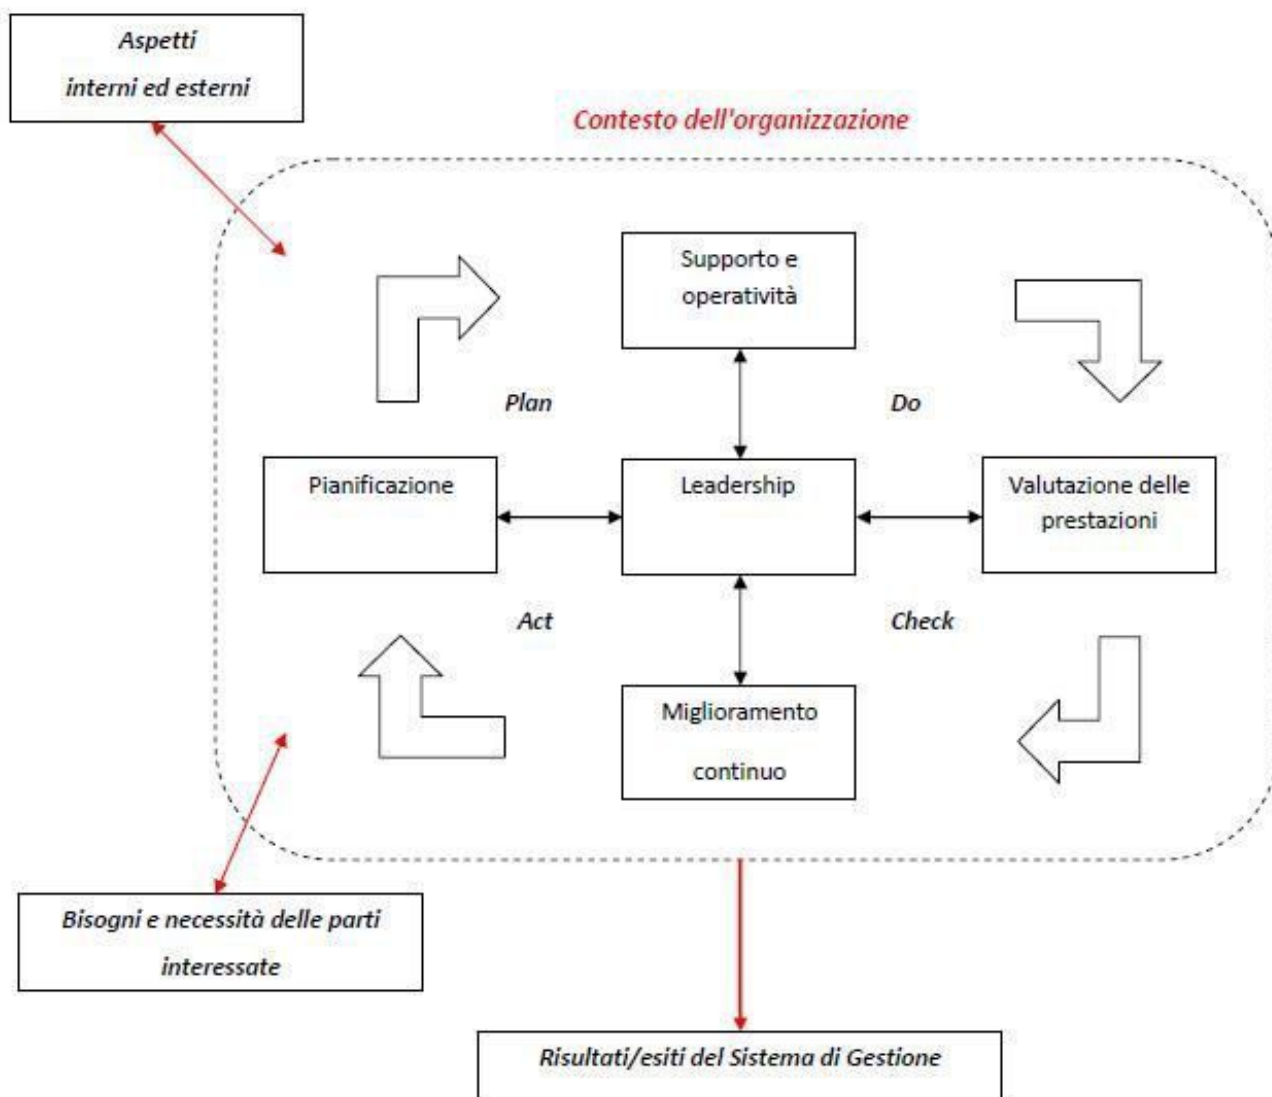 Aspetti
interni ed esterni
Contesto dell'organizzazione
Supporto e
operatività
Plan
Do
Pianificazione
Leadership
Valutazione delle
prestazioni
Act
Check
Miglioramento
continuo
Bisogni e necessità delle parti
interessate
Risultati/esiti del Sistema di Gestione